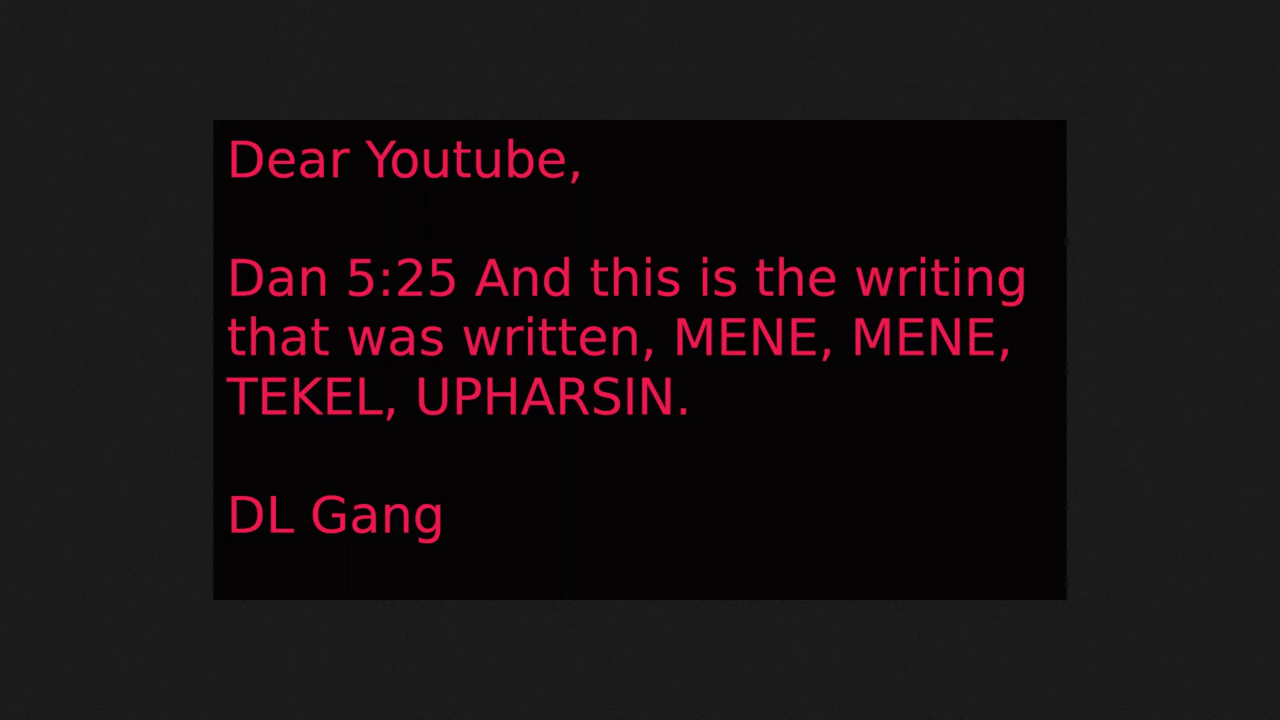 Dear Youtube,
Dan 5:25 And this is the writing
that was written, MENE, MENE,
TEKEL, UPHARSIN.
DL Gang